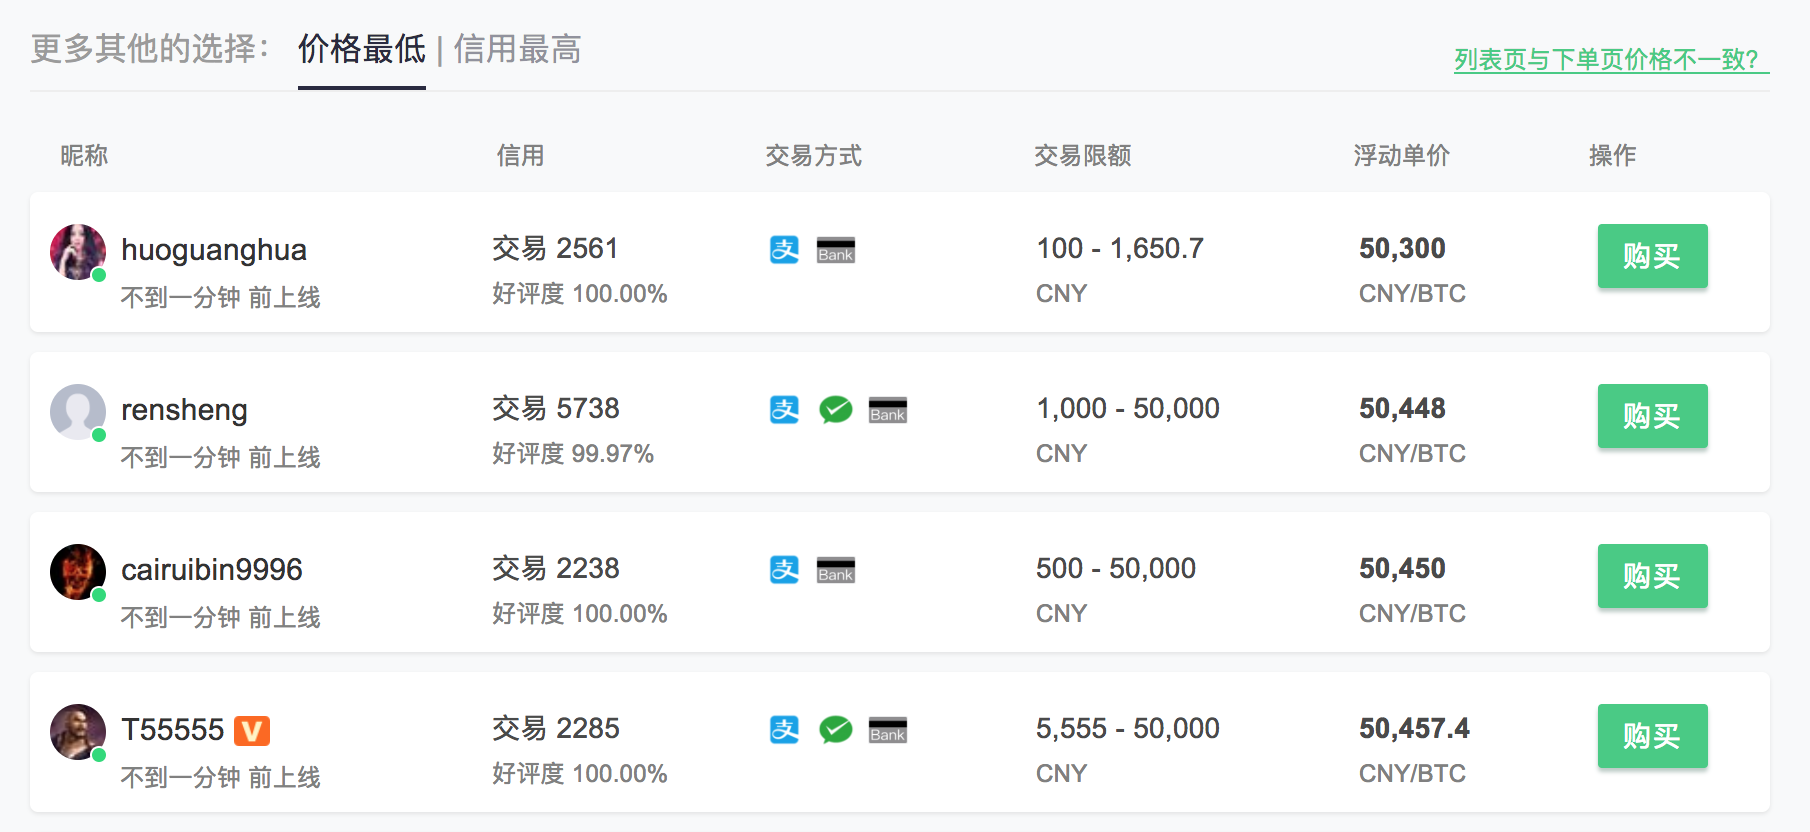 更多其他的选择： 价格最低 | 信用最高
列表页与下单页价格不一致?
昵称 信用 交易方式 交易限额 浮动单价 操作
huoguanghua 交易 2561 支 Bank 100 - 1,650.7 50,300 购买
不到一分钟 前上线 好评度 100.00% CNY CNY/BTC
rensheng 交易 5738 支 Bank 1,000 - 50,000 50,448 购买
不到一分钟 前上线 好评度 99.97% CNY CNY/BTC
cairuibin9996 交易 2238 支 Bank 500 - 50,000 50,450 购买
不到一分钟 前上线 好评度 100.00% CNY CNY/BTC
T55555 V 交易 2285 支 Bank 5,555 - 50,000 50,457.4 购买
不到一分钟 前上线 好评度 100.00% CNY CNY/BTC